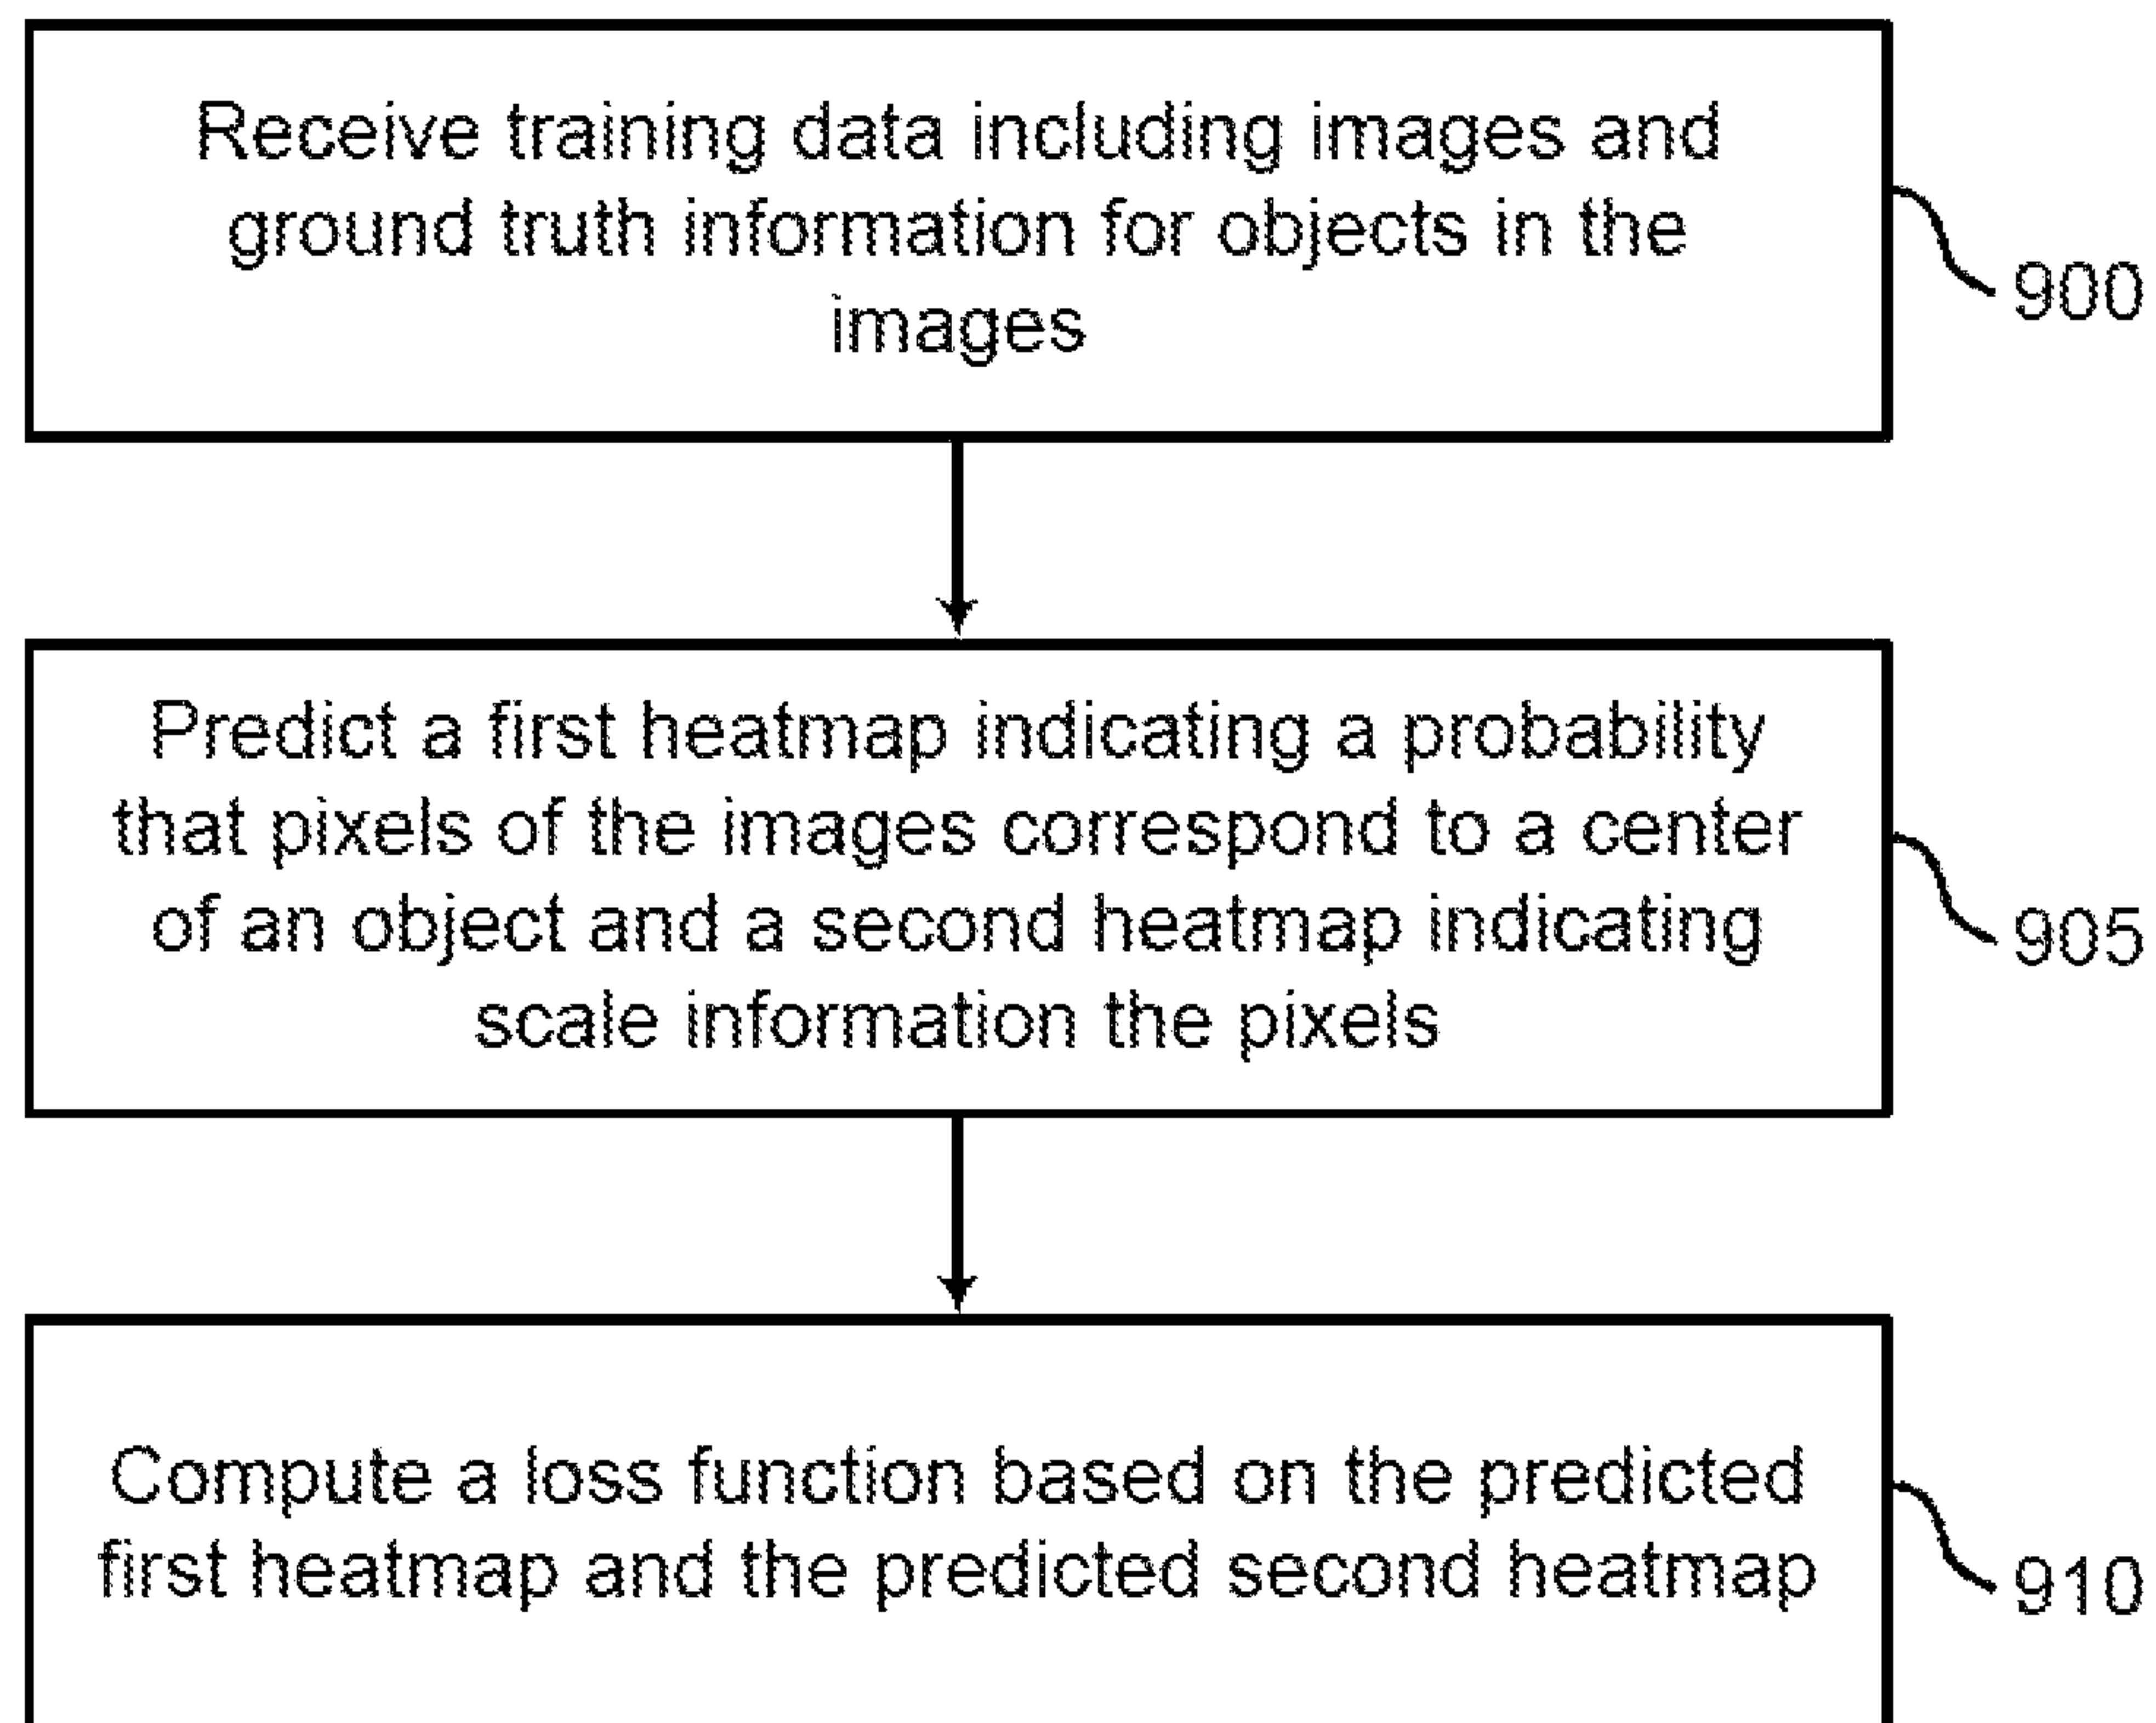 Receive training data including images and
ground truth information for objects in the
images
900
Predict a first heatmap indicating a probability
that pixels of the images correspond to a center
of an object and a second heatmap indicating
scale information the pixels
905
Compute a loss function based on the predicted
first heatmap and the predicted second heatmap
910